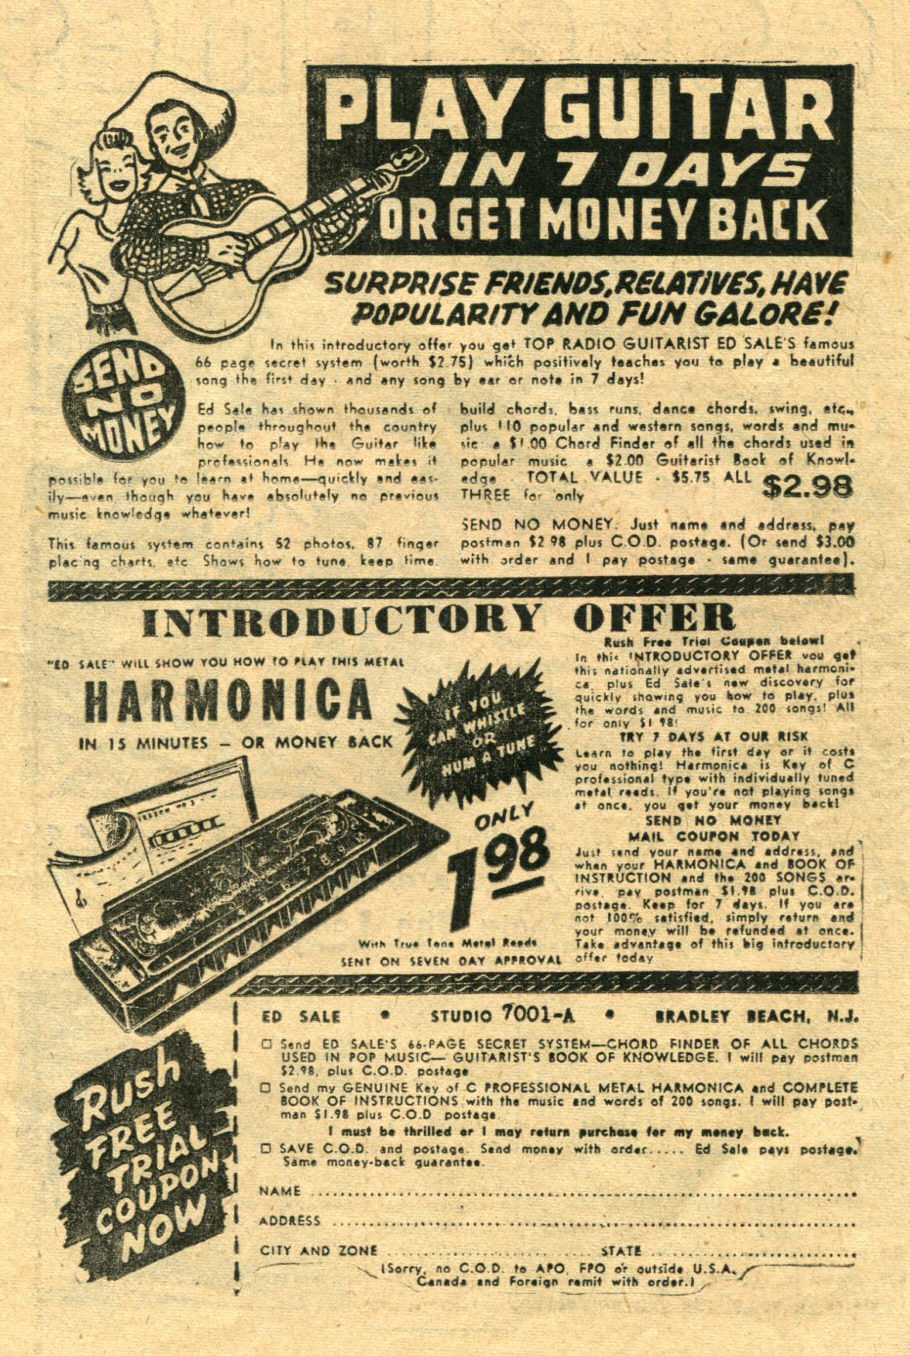 PLAY GUITAR
IN 7 DAYS
OR GET MONEY BACK
SURPRISE FRIENDS, RELATIVES, HAVE
POPULARITY AND FUN GALORE!
SEND
NO
MONEY
In this introductory offer you get TOP RADIO GUITARIST ED SALE'S famous
66 page secret system (worth $2.75) which positively teaches you to play a beautiful
song the first day - and any song by ear or note in 7 days!
Ed Sale has shown thousands of
people throughout the country
how to play the Guitar like
professionals. He now makes it
possible for you to learn at home—quickly and eas-
ily—even though you have absolutely no previous
music knowledge whatever!
This famous system contains 52 photos, 87 finger
placing charts, etc Shows how to tune, keep time
build chords, bass runs, dance chords, swing, etc.,
plus 110 popular and western songs, words and mu-
sic a $1.00 Chord Finder of all the chords used in
popular music a $2.00 Guitarist Book of Knowl-
edge - TOTAL VALUE - $5.75 ALL
THREE for only $2.98
SEND NO MONEY. Just name and address, pay
postman $2 98 plus C.O.D. postage. (Or send $3.00
with order and I pay postage - same guarantee).
INTRODUCTORY OFFER
"ED SALE" WILL SHOW YOU HOW TO PLAY THIS METAL
HARMONICA
IN 15 MINUTES – OR MONEY BACK
IF YOU
CAN WHISTLE
OR
HUM A TUNE
LESSON NO. 1
ONLY
1.98
With True Tone Metal Reeds
SENT ON SEVEN DAY APPROVAL
Rush Free Trial Coupon below!
In this INTRODUCTORY OFFER you get
this nationally advertised metal harmoni-
ca plus Ed Sale's new discovery for
quickly showing you how to play, plus
the words and music to 200 songs! All
for only $1 98!
TRY 7 DAYS AT OUR RISK
Learn to play the first day or it costs
you nothing! Harmonica is Key of C
professional type with individually tuned
metal reeds. If you're not playing songs
at once, you get your money back!
SEND NO MONEY
MAIL COUPON TODAY
Just send your name and address, and
when your HARMONICA and BOOK OF
INSTRUCTION and the 200 SONGS ar-
rive, pay postman $1.98 plus C.O.D.
postage. Keep for 7 days. If you are
not 100% satisfied, simply return and
your money will be refunded at once.
Take advantage of this big introductory
offer today
Rush
FREE
TRIAL
COUPON
NOW
ED SALE • STUDIO 7001-A • BRADLEY BEACH, N.J.
☐ Send ED SALE'S 66-PAGE SECRET SYSTEM—CHORD FINDER OF ALL CHORDS
USED IN POP MUSIC— GUITARIST'S BOOK OF KNOWLEDGE. I will pay postman
$2.98, plus C.O.D. postage
☐ Send my GENUINE Key of C PROFESSIONAL METAL HARMONICA and COMPLETE
BOOK OF INSTRUCTIONS with the music and words of 200 songs. I will pay post-
man $1.98 plus C.O.D postage.
I must be thrilled or I may return purchase for my money back.
☐ SAVE C.O.D. and postage. Send money with order..... Ed Sale pays postage.
Same money-back guarantee.
NAME
ADDRESS
CITY AND ZONE STATE
(Sorry, no C.O.D. to APO, FPO or outside U.S.A.
Canada and Foreign remit with order.)